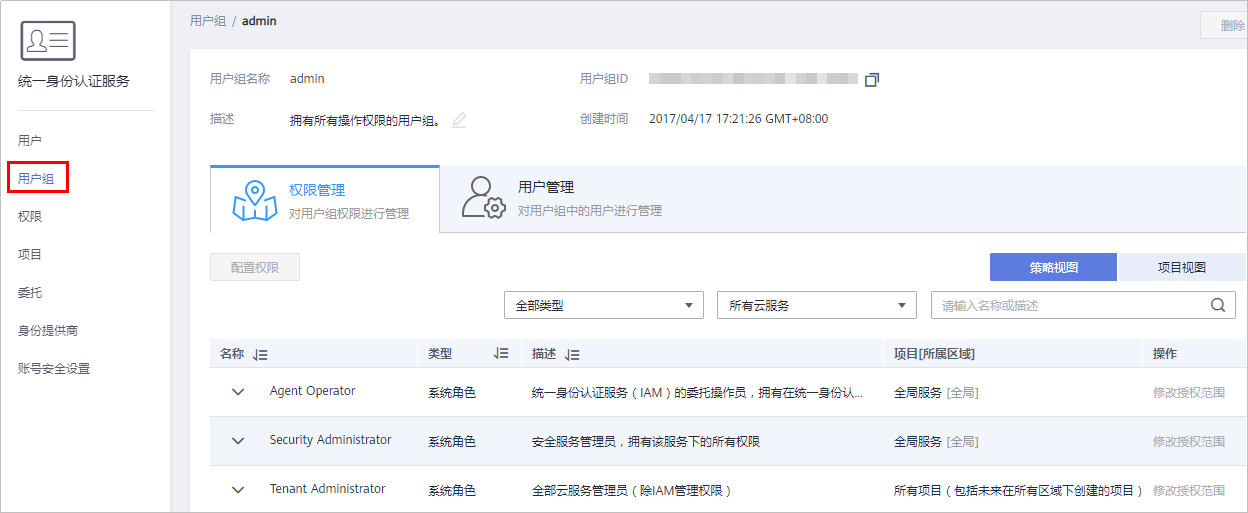 统一身份认证服务
用户
用户组
权限
项目
委托
身份提供商
账号安全设置
用户组 / admin
删除
用户组名称 admin 用户组ID
描述 拥有所有操作权限的用户组。 创建时间 2017/04/17 17:21:26 GMT+08:00
权限管理
对用户组权限进行管理
用户管理
对用户组中的用户进行管理
配置权限 策略视图 项目视图
全部类型 所有云服务 请输入名称或描述
名称 类型 描述 项目[所属区域] 操作
Agent Operator 系统角色 统一身份认证服务（IAM）的委托操作员，拥有在统一身份认... 全局服务 [全局] 修改授权范围
Security Administrator 系统角色 安全服务管理员，拥有该服务下的所有权限 全局服务 [全局] 修改授权范围
Tenant Administrator 系统角色 全部云服务管理员（除IAM管理权限） 所有项目（包括未来在所有区域下创建的项目） 修改授权范围